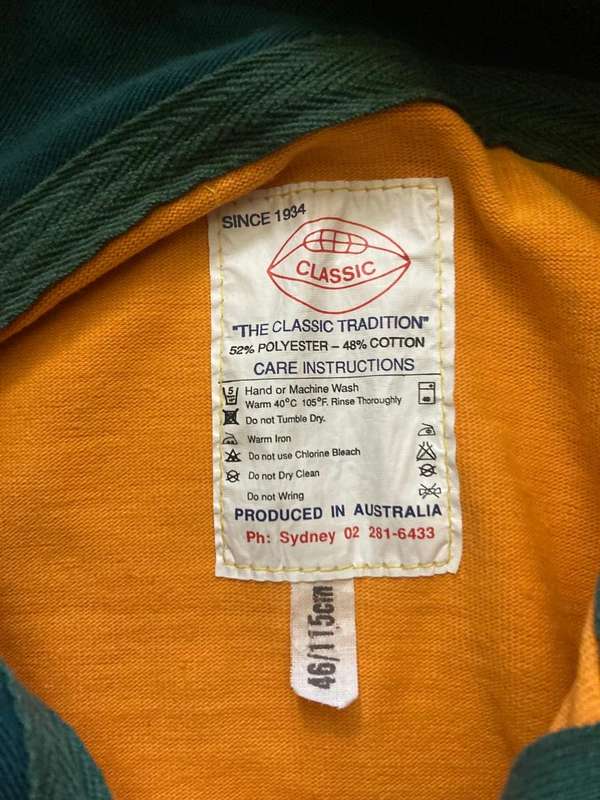 SINCE 1934
CLASSIC
"THE CLASSIC TRADITION"
52% POLYESTER – 48% COTTON
CARE INSTRUCTIONS
Hand or Machine Wash
Warm 40°C 105°F. Rinse Thoroughly
Do not Tumble Dry.
Warm Iron
Do not use Chlorine Bleach
Do not Dry Clean
Do not Wring
PRODUCED IN AUSTRALIA
Ph: Sydney 02 281-6433
46/115cm